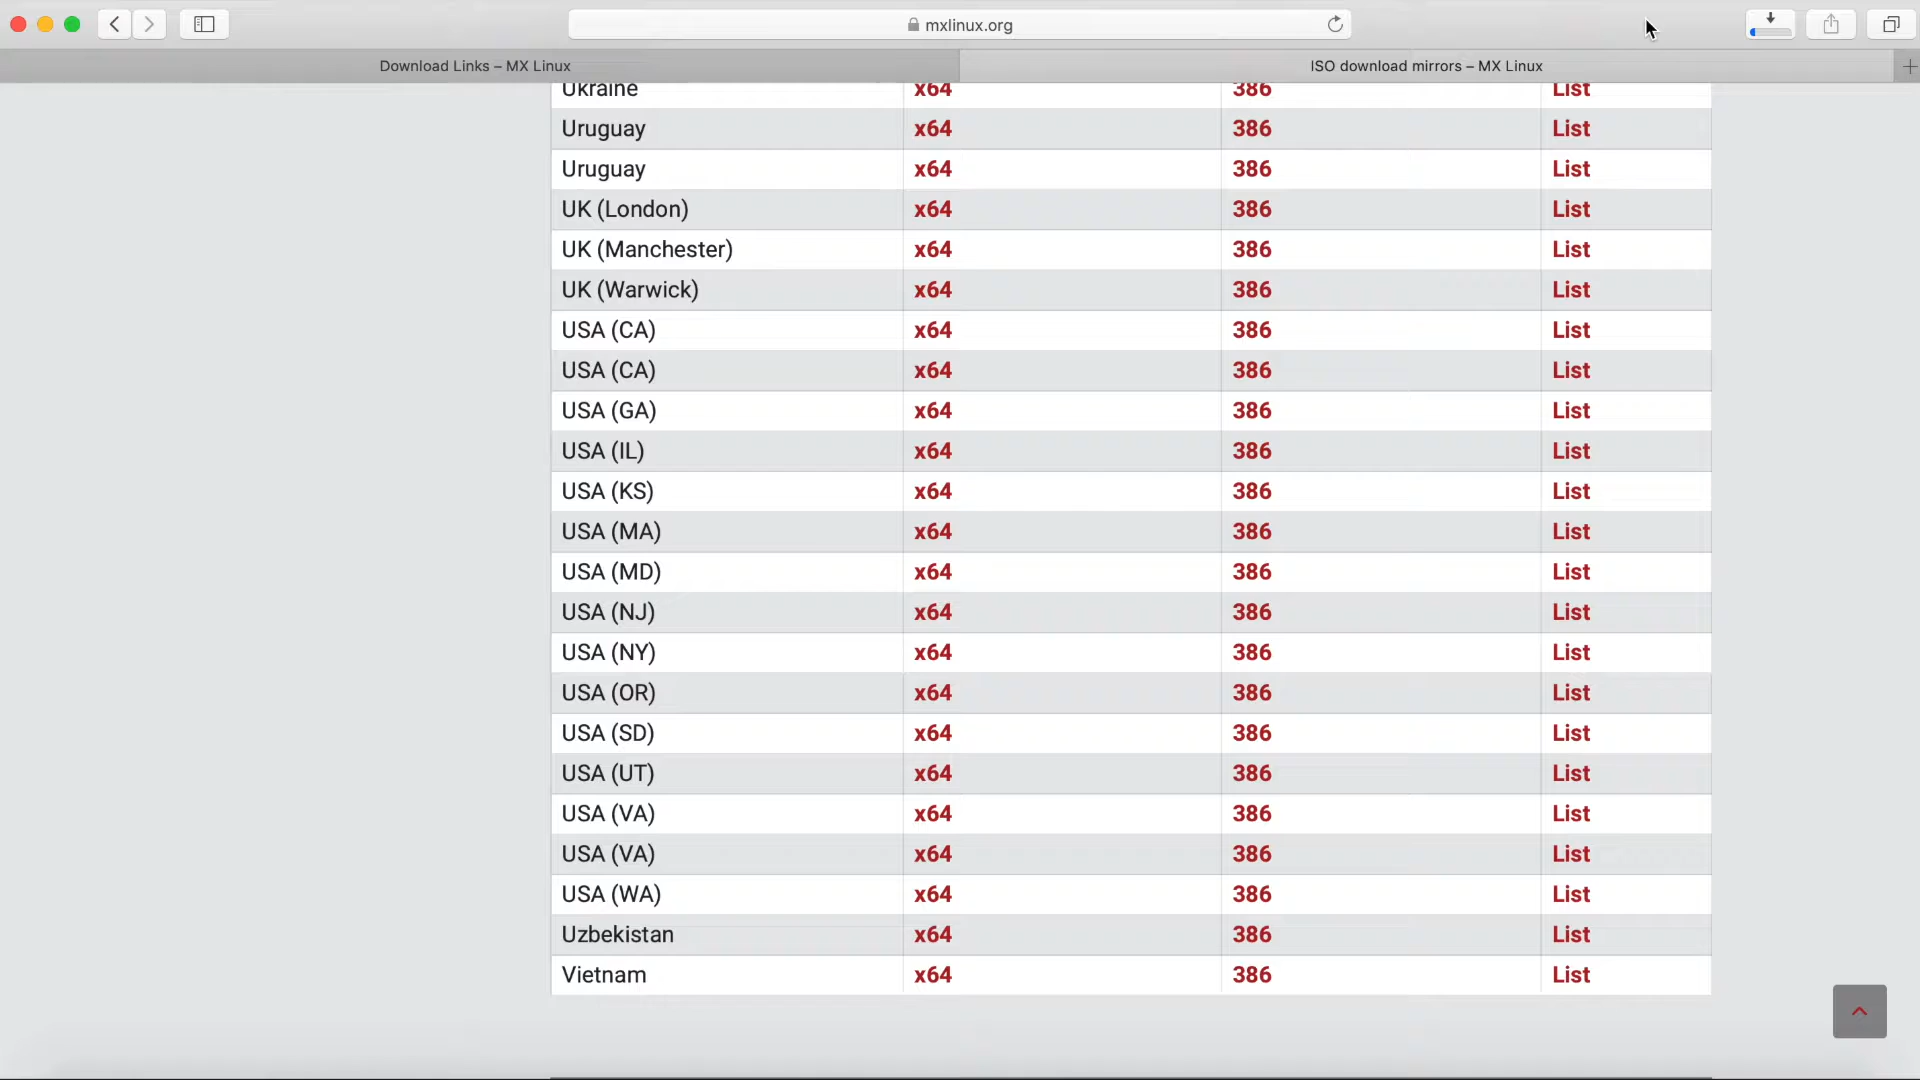 mxlinux.org
Download Links – MX Linux
ISO download mirrors – MX Linux
Ukraine x64 386 List
Uruguay x64 386 List
Uruguay x64 386 List
UK (London) x64 386 List
UK (Manchester) x64 386 List
UK (Warwick) x64 386 List
USA (CA) x64 386 List
USA (CA) x64 386 List
USA (GA) x64 386 List
USA (IL) x64 386 List
USA (KS) x64 386 List
USA (MA) x64 386 List
USA (MD) x64 386 List
USA (NJ) x64 386 List
USA (NY) x64 386 List
USA (OR) x64 386 List
USA (SD) x64 386 List
USA (UT) x64 386 List
USA (VA) x64 386 List
USA (VA) x64 386 List
USA (WA) x64 386 List
Uzbekistan x64 386 List
Vietnam x64 386 List